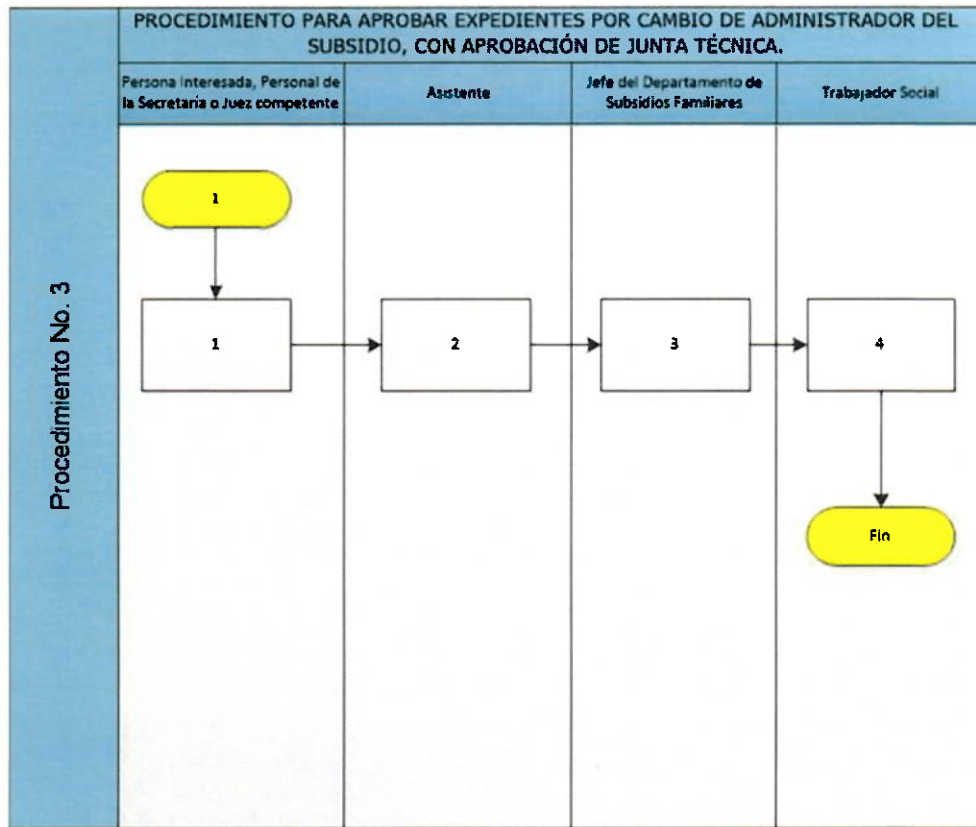 PROCEDIMIENTO PARA APROBAR EXPEDIENTES POR CAMBIO DE ADMINISTRADOR DEL
SUBSIDIO, CON APROBACIÓN DE JUNTA TÉCNICA.
Persona Interesada, Personal de
la Secretaria o Juez competente
Asistente
Jefe del Departamento de
Subsidios Familiares
Trabajador Social
Procedimiento No. 3
1
1
2
3
4
Fin